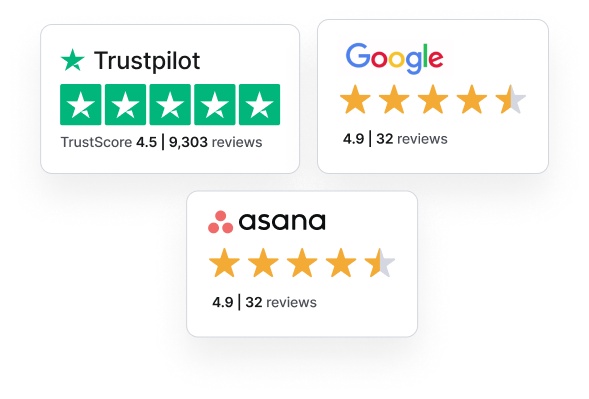 Trustpilot
TrustScore 4.5 | 9,303 reviews
Google
4.9 | 32 reviews
asana
4.9 | 32 reviews